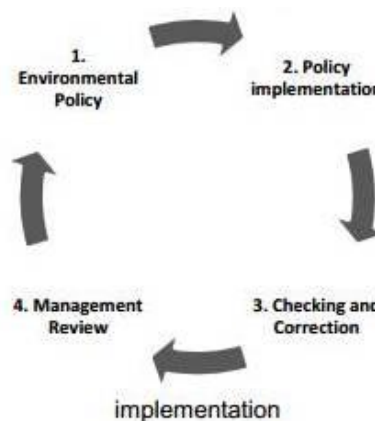 1.
Environmental
Policy
2. Policy
implementation
3. Checking and
Correction
4. Management
Review
implementation